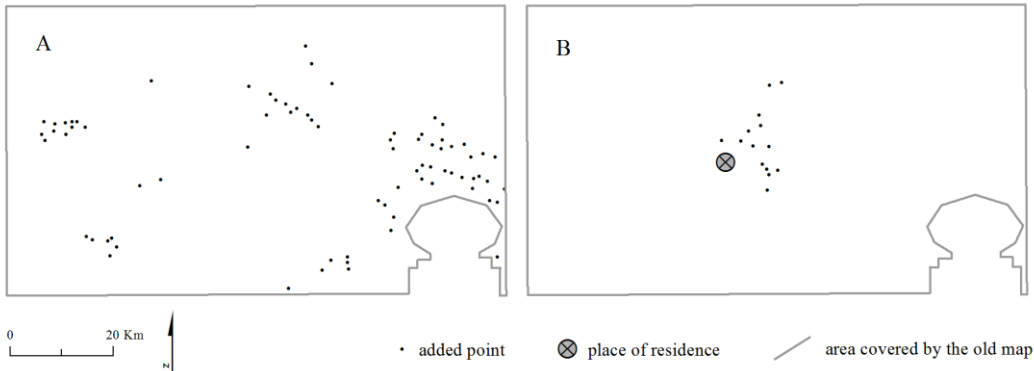 A
B
0 20 Km
N
added point
place of residence
area covered by the old map